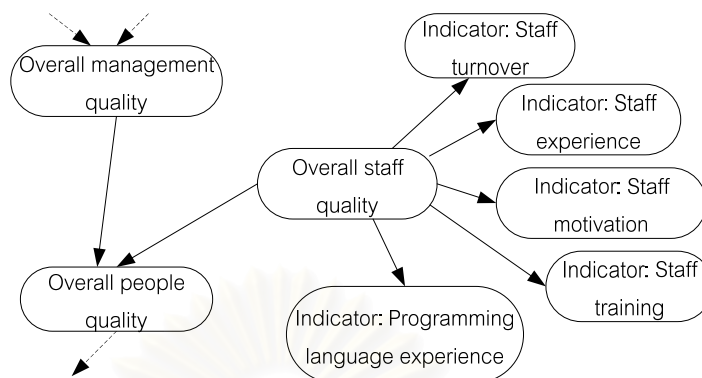 Overall management
quality
Indicator: Staff
turnover
Indicator: Staff
experience
Overall staff
quality
Indicator: Staff
motivation
Overall people
quality
Indicator: Staff
training
Indicator: Programming
language experience